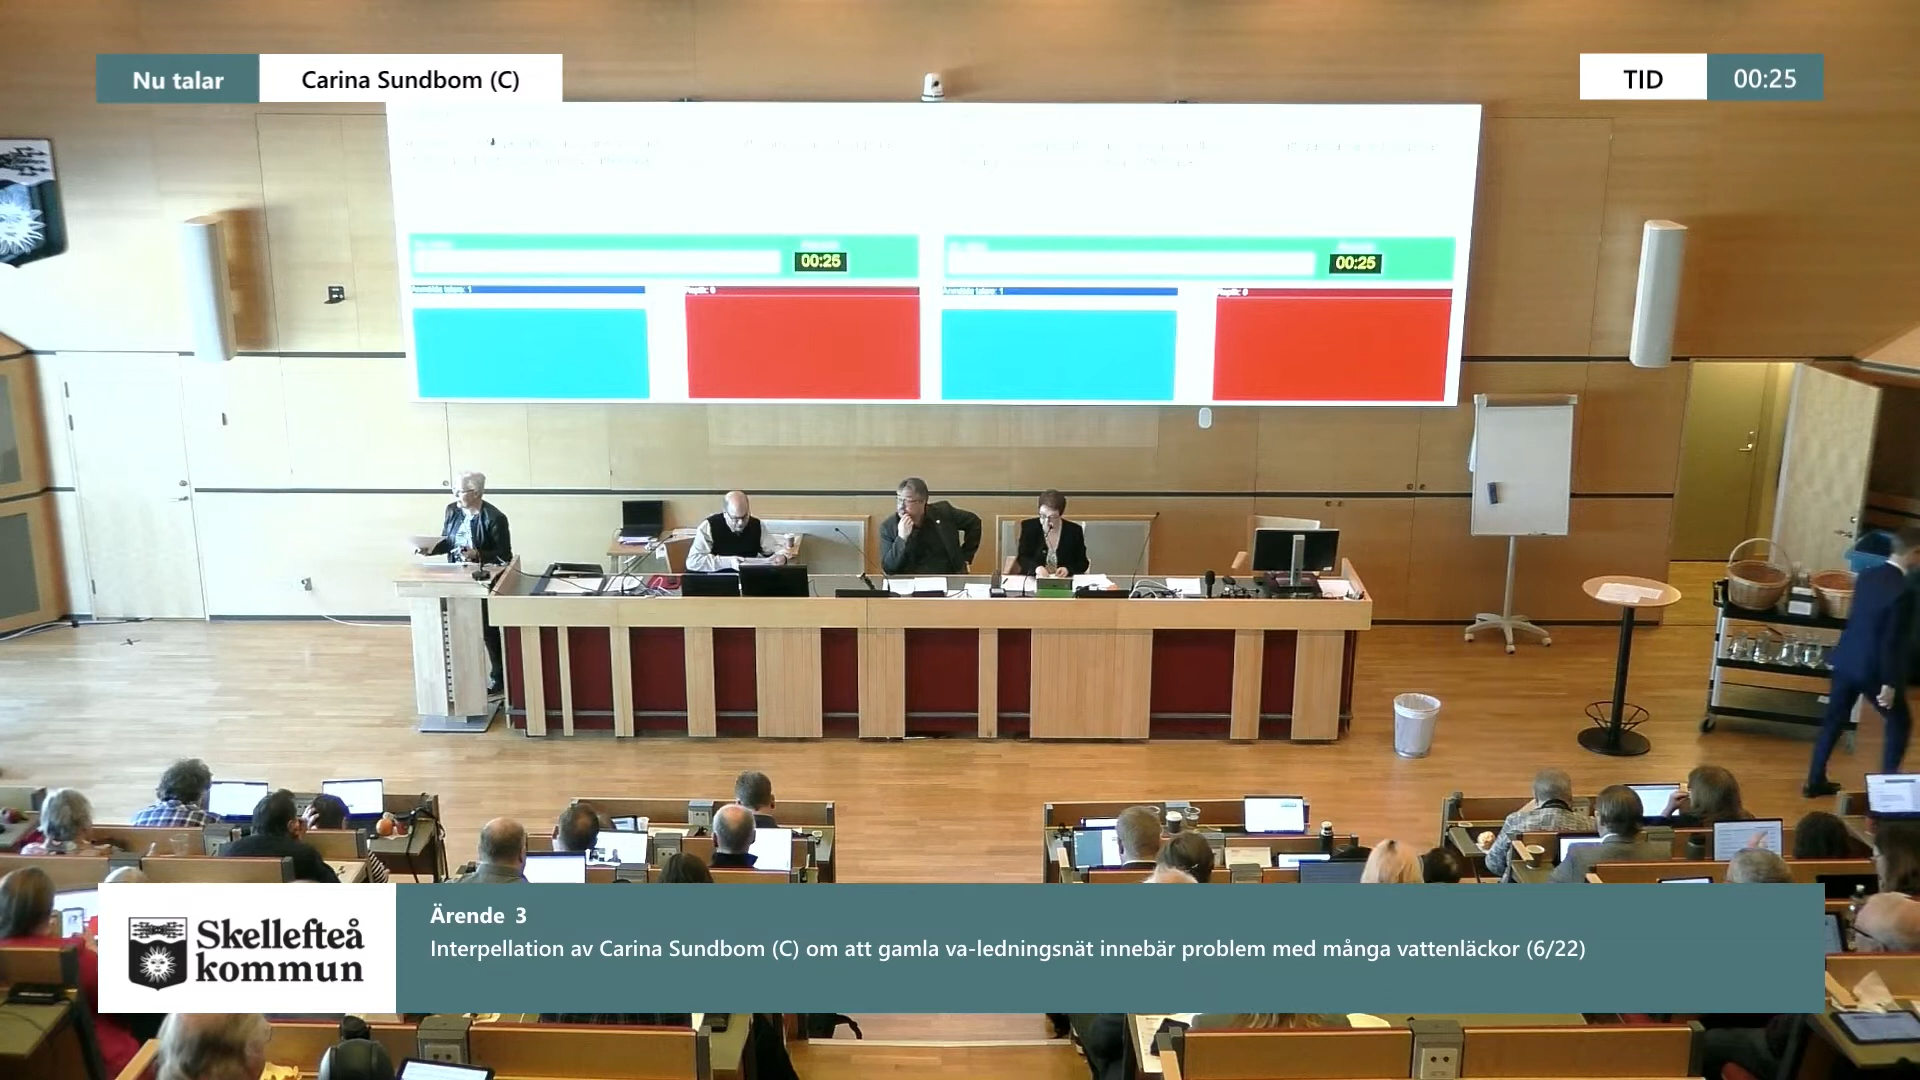 Nu talar
Carina Sundbom (C)
TID
00:25
00:25
00:25
Skellefteå
kommun
Ärende 3
Interpellation av Carina Sundbom (C) om att gamla va-ledningsnät innebär problem med många vattenläckor (6/22)